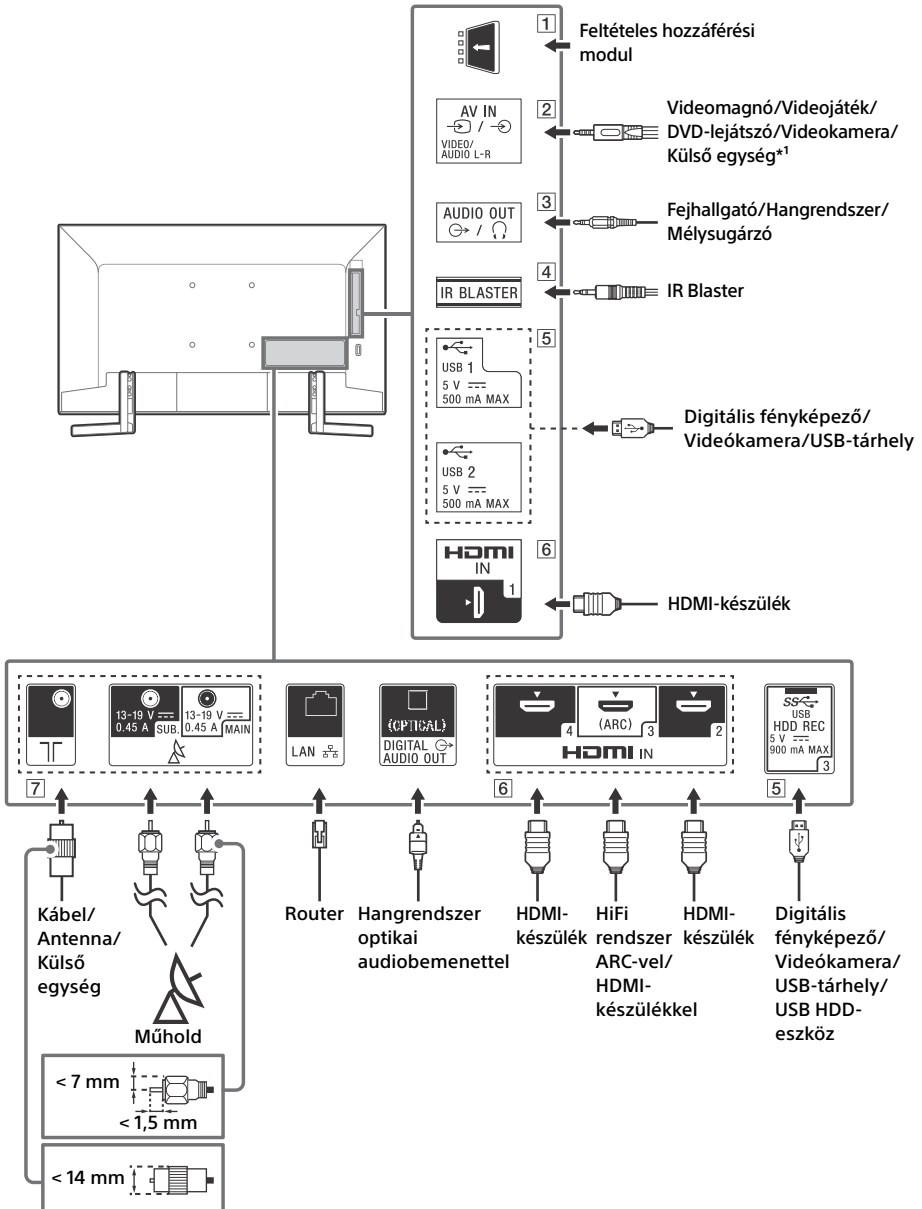 1
Feltételes hozzáférési
modul
AV IN
/
VIDEO/
AUDIO L-R
2
Videomagnó/Videojáték/
DVD-lejátszó/Videokamera/
Külső egység*1
AUDIO OUT
/
3
Fejhallgató/Hangrendszer/
Mélysugárzó
4
IR BLASTER
IR Blaster
5
USB 1
5 V
500 mA MAX
Digitális fényképező/
Videókamera/USB-tárhely
USB 2
5 V
500 mA MAX
HDMI
IN
1
6
HDMI-készülék
13-19 V
0.45 A
SUB.
13-19 V
0.45 A
MAIN
LAN
(OPTICAL)
DIGITAL
AUDIO OUT
4
(ARC)
3
2
HDMI IN
SS
USB
HDD REC
5 V
900 mA MAX
3
7
6
5
Kábel/
Antenna/
Külső
egység
Műhold
Router
Hangrendszer
optikai
audiobemenettel
HDMI-
készülék
HiFi
rendszer
ARC-vel/
HDMI-
készülékkel
HDMI-
készülék
Digitális
fényképező/
Videókamera/
USB-tárhely/
USB HDD-
eszköz
< 7 mm
< 1,5 mm
< 14 mm